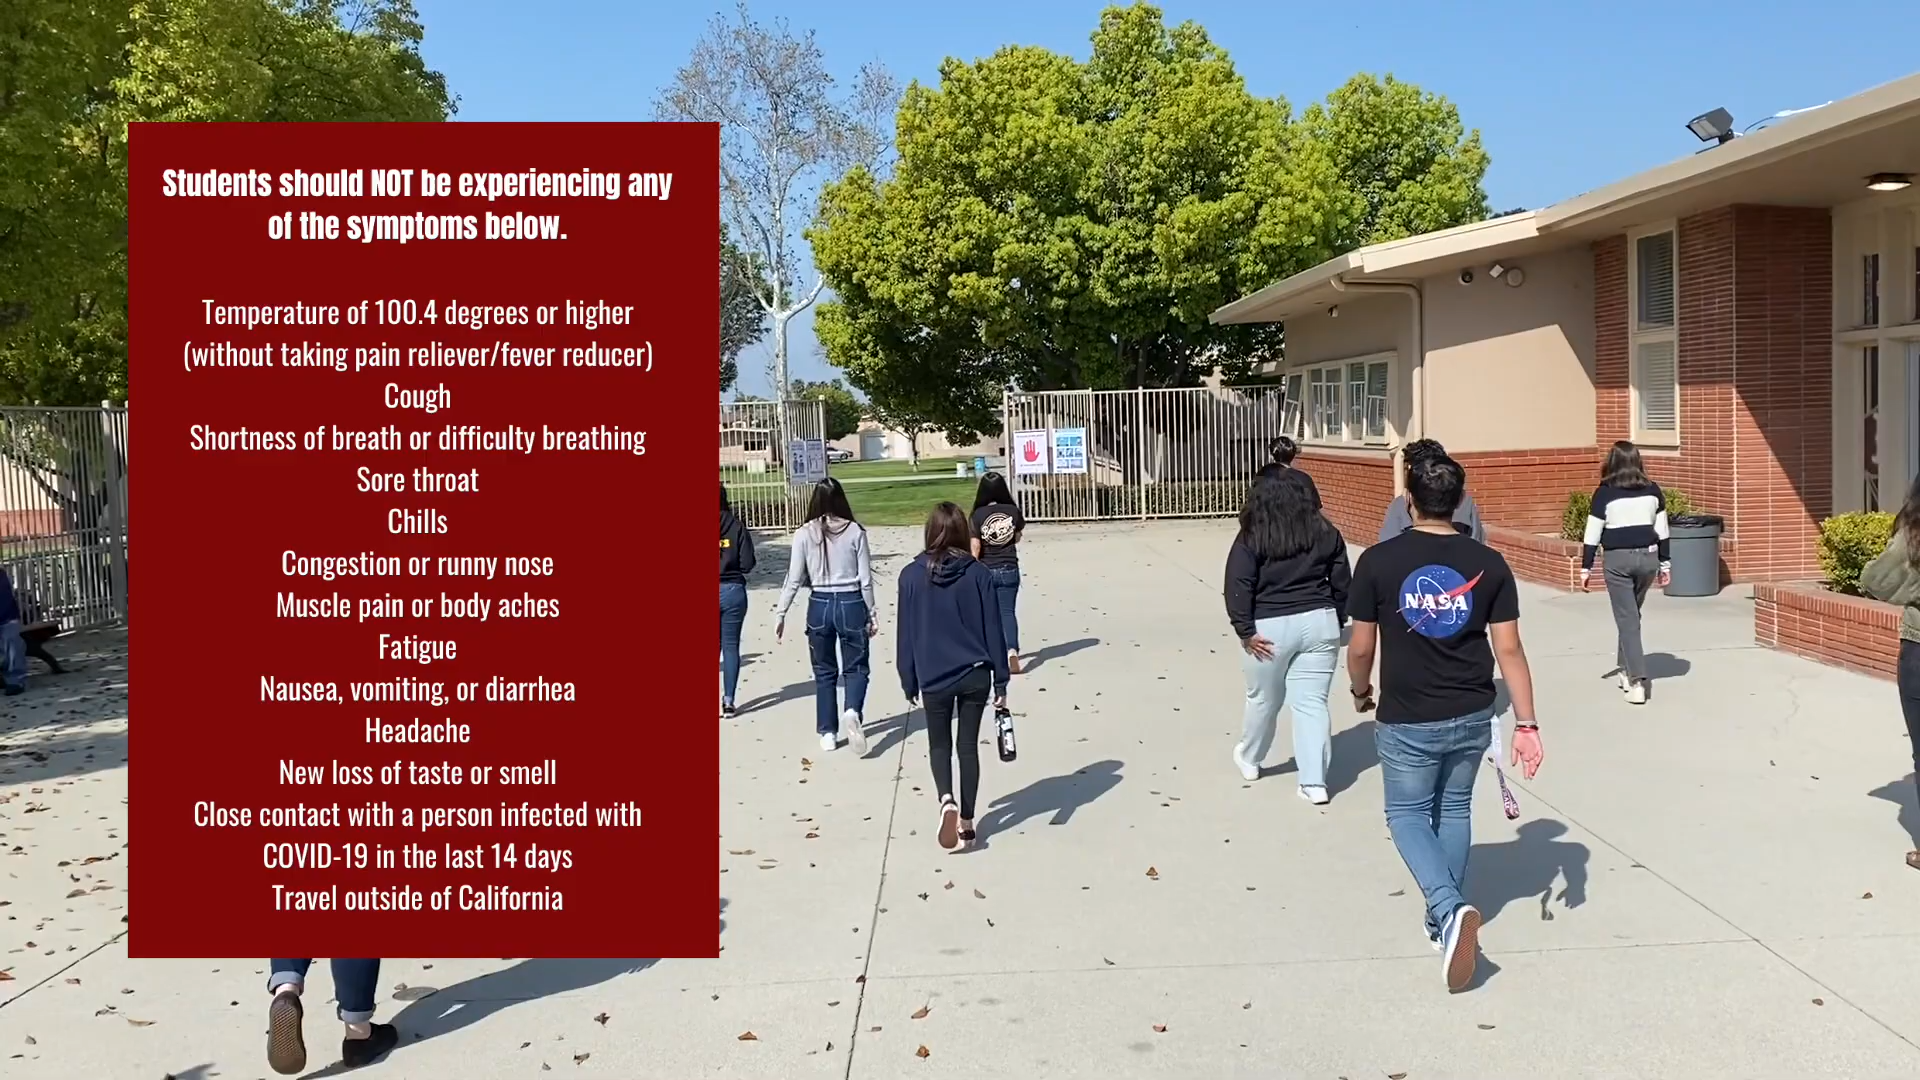 Students should NOT be experiencing any
of the symptoms below.
Temperature of 100.4 degrees or higher
(without taking pain reliever/fever reducer)
Cough
Shortness of breath or difficulty breathing
Sore throat
Chills
Congestion or runny nose
Muscle pain or body aches
Fatigue
Nausea, vomiting, or diarrhea
Headache
New loss of taste or smell
Close contact with a person infected with
COVID-19 in the last 14 days
Travel outside of California
NASA